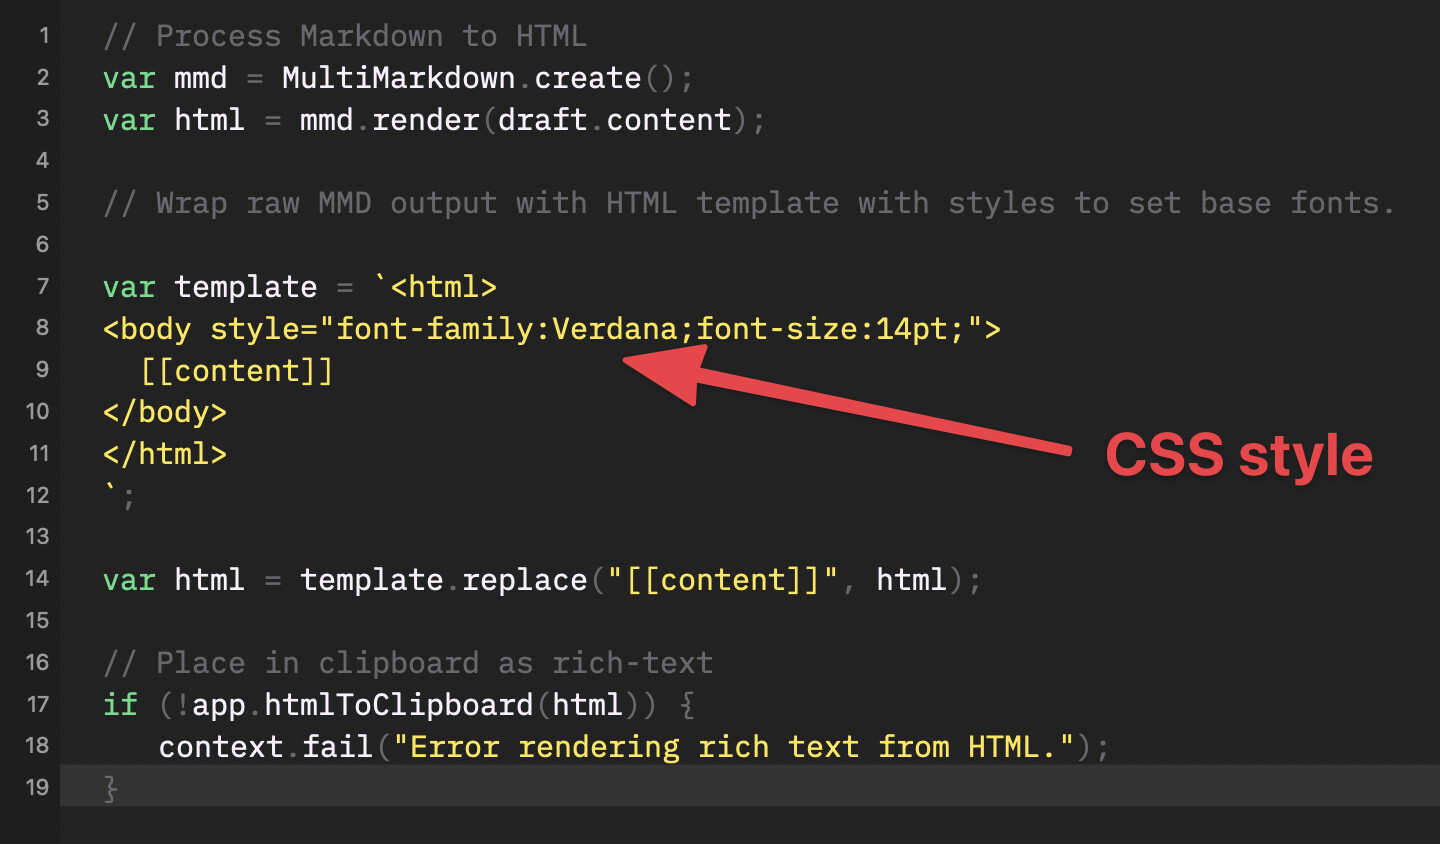 1 // Process Markdown to HTML
2 var mmd = MultiMarkdown.create();
3 var html = mmd.render(draft.content);
4
5 // Wrap raw MMD output with HTML template with styles to set base fonts.
6
7 var template = `<html>
8 <body style="font-family:Verdana;font-size:14pt;">
9   [[content]]
10 </body>
11 </html>
CSS style
12 `;
13
14 var html = template.replace("[[content]]", html);
15
16 // Place in clipboard as rich-text
17 if (!app.htmlToClipboard(html)) {
18    context.fail("Error rendering rich text from HTML.");
19 }